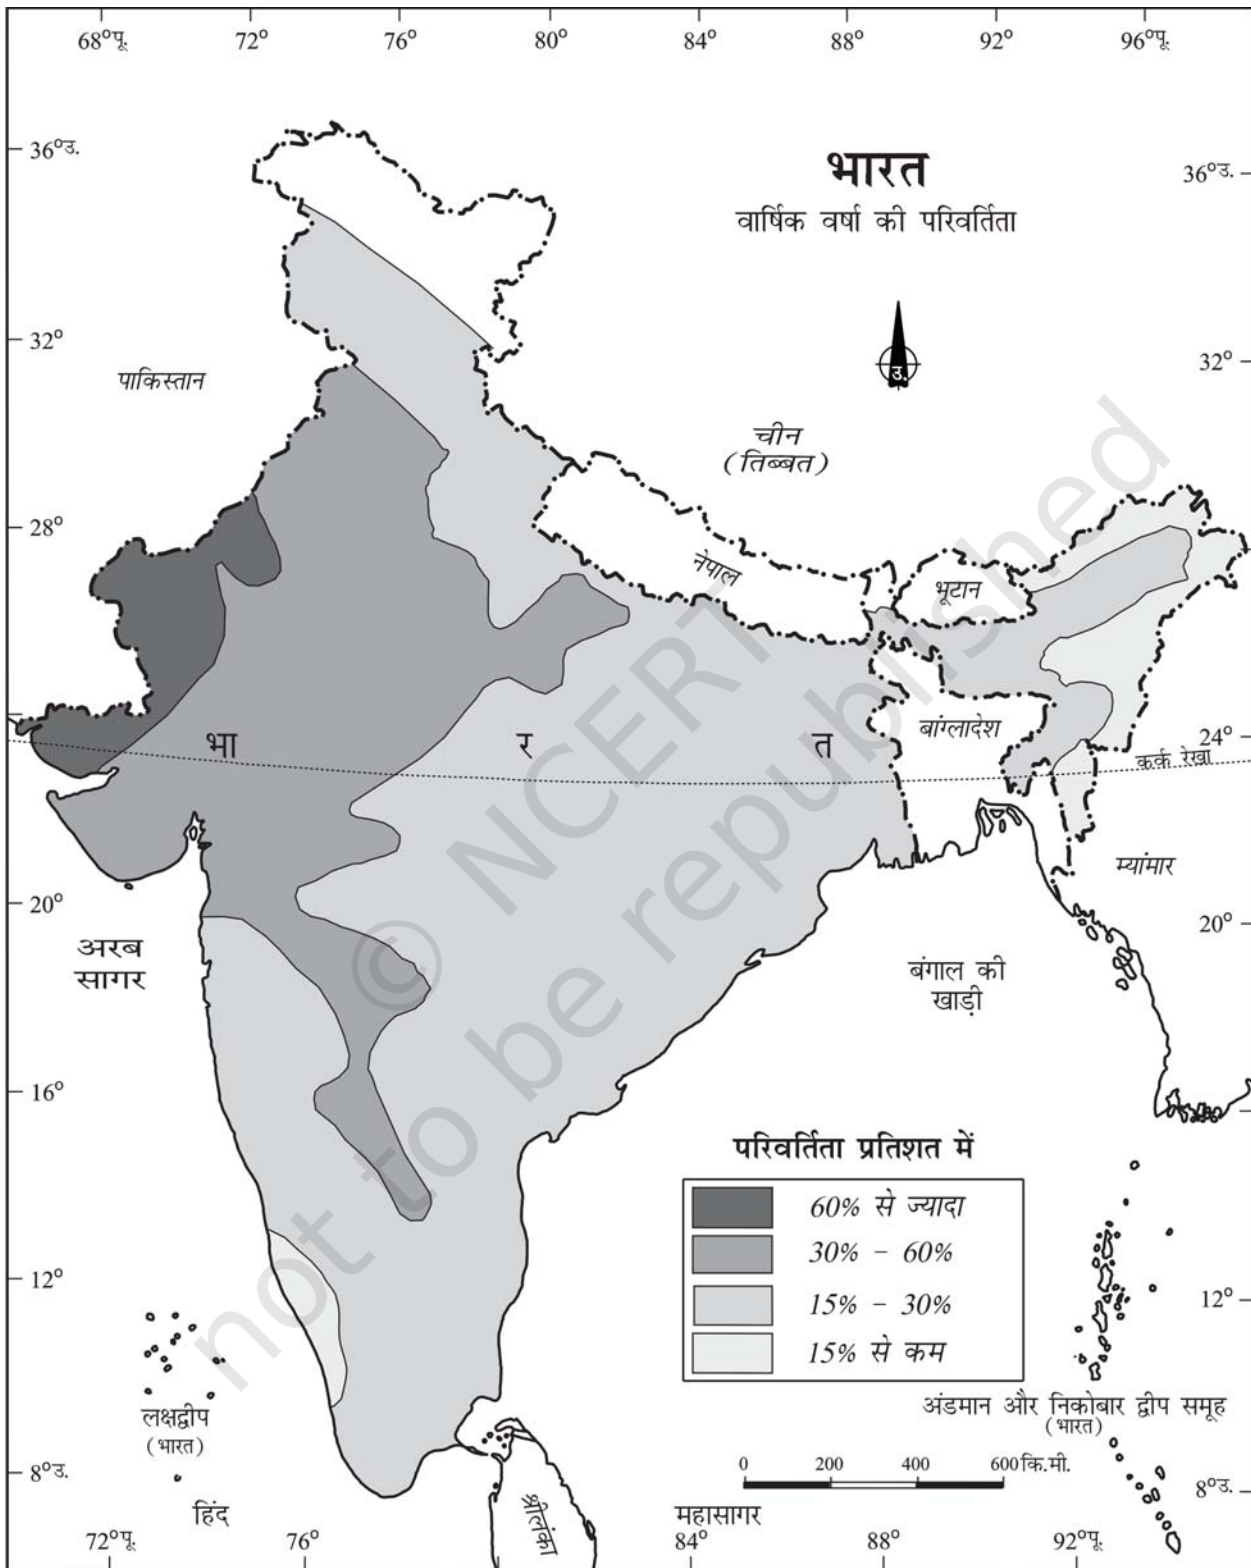 68°पू. 72° 76° 80° 84° 88° 92° 96°पू.
36°उ.
भारत
36°उ.
वार्षिक वर्षा की परिवर्तिता
32°
उ.
32°
पाकिस्तान
चीन
(तिब्बत)
28°
नेपाल
भूटान
भा र त
बांग्लादेश
24°
कर्क रेखा
म्यांमार
20°
20°
अरब
सागर
बंगाल की
खाड़ी
© NCERT
not to be republished
16°
परिवर्तिता प्रतिशत में
60% से ज्यादा
30% – 60%
12°
15% – 30%
12°
15% से कम
लक्षद्वीप
(भारत)
अंडमान और निकोबार द्वीप समूह
(भारत)
8°उ.
0 200 400 600 कि.मी.
8°उ.
हिंद
श्रीलंका
महासागर
72°पू. 76° 84° 88° 92°पू.